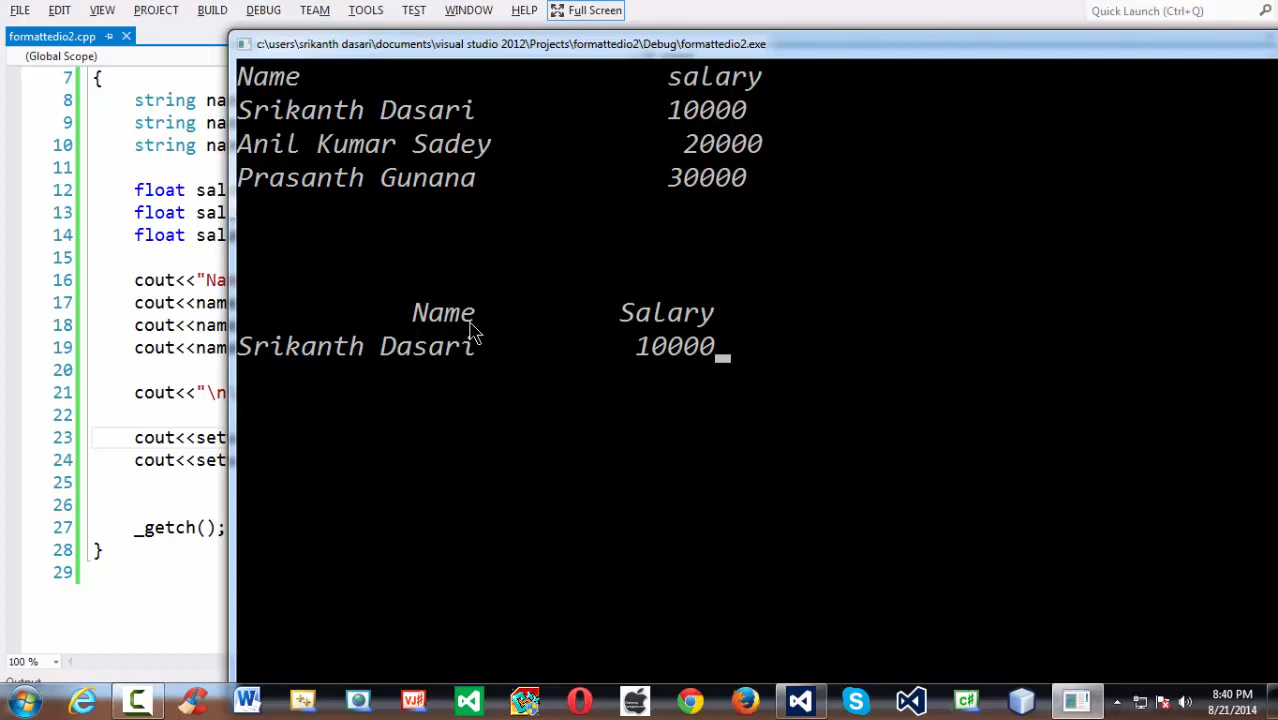 FILE EDIT VIEW PROJECT BUILD DEBUG TEAM TOOLS TEST WINDOW HELP Full Screen Quick Launch (Ctrl+Q)
formattedio2.cpp
(Global Scope)
c:\users\srikanth dasari\documents\visual studio 2012\Projects\formattedio2\Debug\formattedio2.exe
7 {
8 string na
9 string na
10 string na
11
12 float sal
13 float sal
14 float sal
15
16 cout<<"Na
17 cout<<nam
18 cout<<nam
19 cout<<nam
20
21 cout<<"\n
22
23 cout<<set
24 cout<<set
25
26
27 _getch();
28 }
29
100 %
Name salary
Srikanth Dasari 10000
Anil Kumar Sadey 20000
Prasanth Gunana 30000
Name Salary
Srikanth Dasari 10000
8:40 PM
8/21/2014